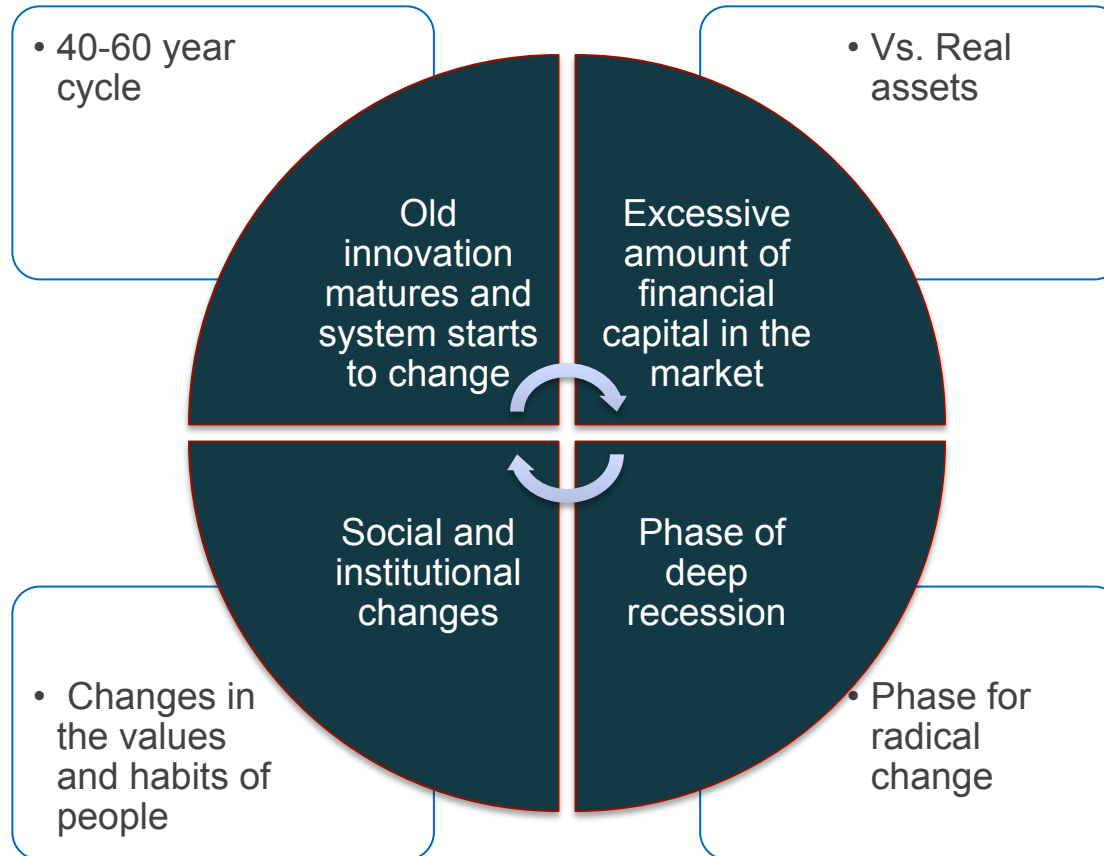 • 40-60 year
cycle
• Vs. Real
assets
Old
innovation
matures and
system starts
to change
Excessive
amount of
financial
capital in the
market
Social and
institutional
changes
Phase of
deep
recession
• Changes in
the values
and habits of
people
• Phase for
radical
change